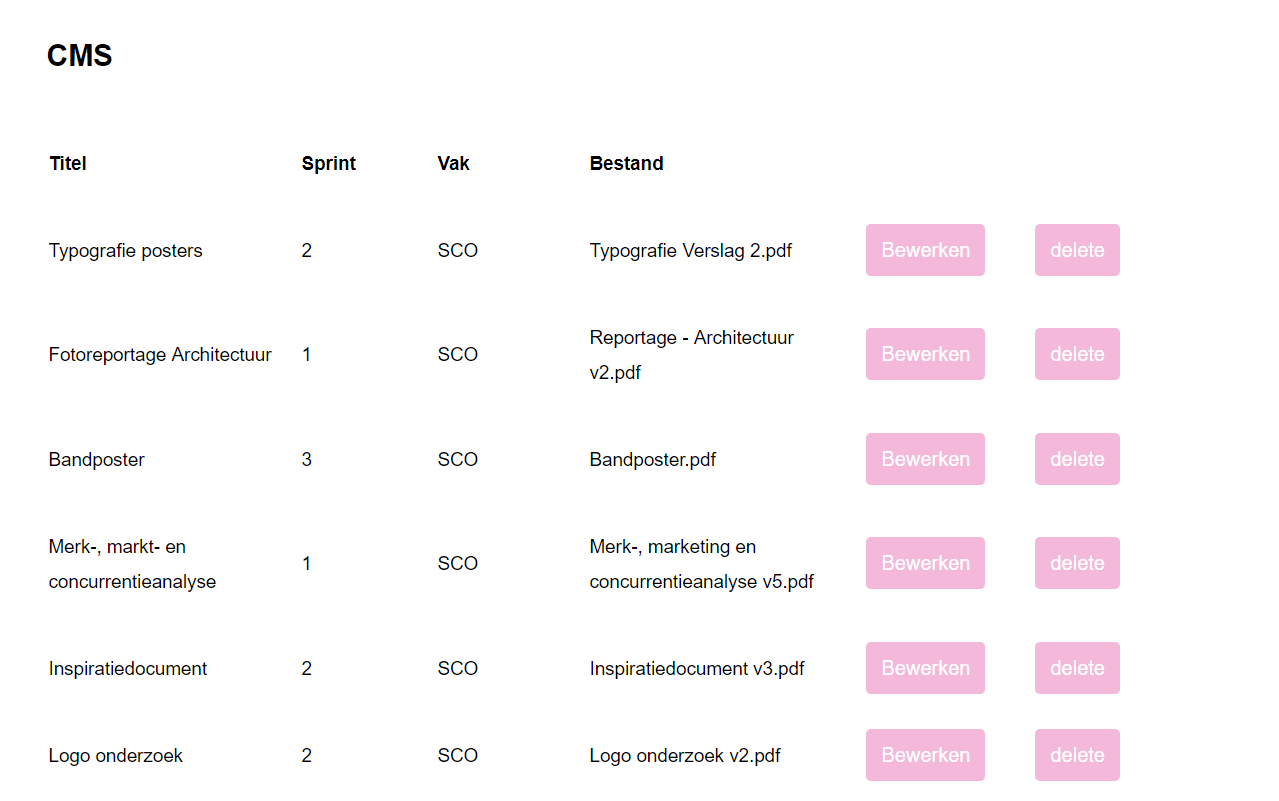 CMS
Titel Sprint Vak Bestand
Typografie posters 2 SCO Typografie Verslag 2.pdf Bewerken delete
Fotoreportage Architectuur 1 SCO Reportage - Architectuur v2.pdf Bewerken delete
Bandposter 3 SCO Bandposter.pdf Bewerken delete
Merk-, markt- en concurrentieanalyse 1 SCO Merk-, marketing en concurrentieanalyse v5.pdf Bewerken delete
Inspiratiedocument 2 SCO Inspiratiedocument v3.pdf Bewerken delete
Logo onderzoek 2 SCO Logo onderzoek v2.pdf Bewerken delete